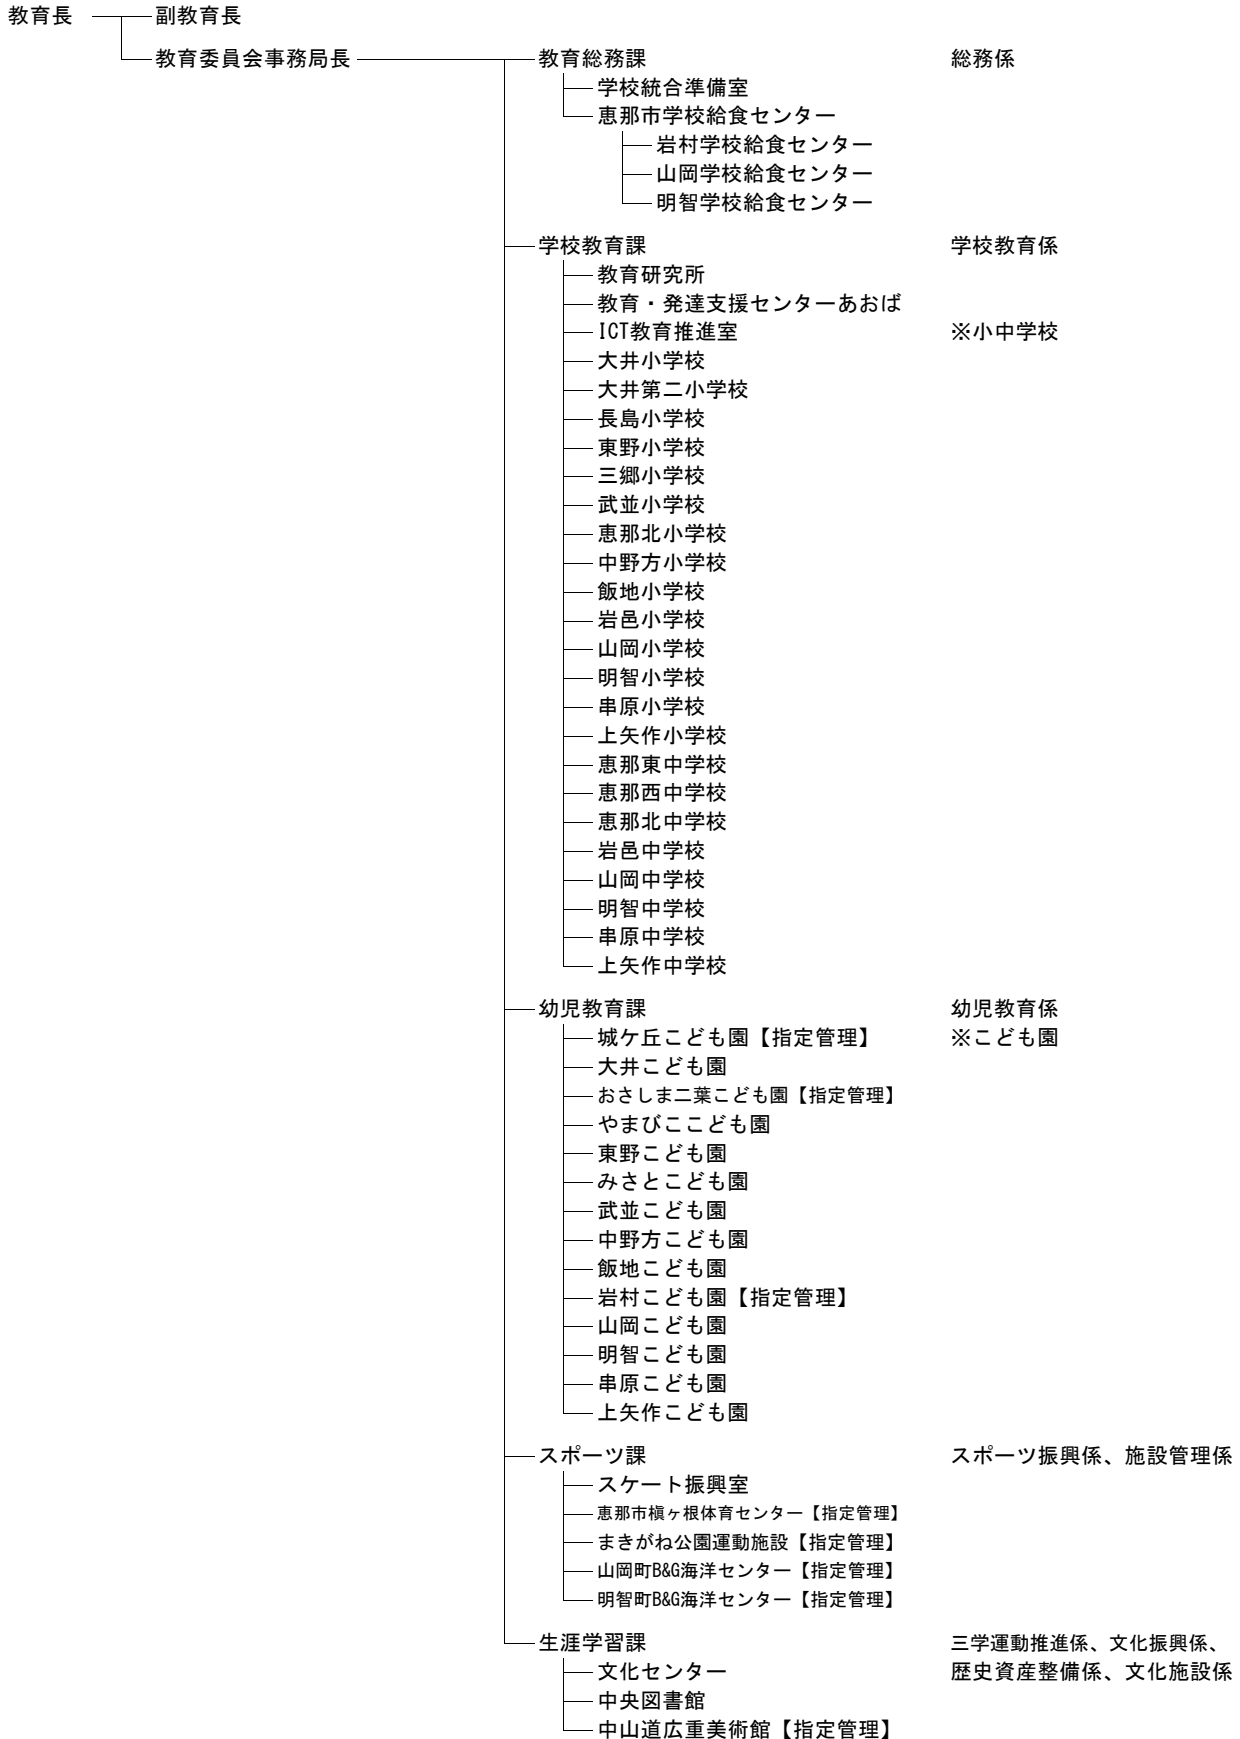 教育長 副教育長
教育委員会事務局長 教育総務課 総務係
学校統合準備室
恵那市学校給食センター
岩村学校給食センター
山岡学校給食センター
明智学校給食センター
学校教育課 学校教育係
教育研究所
教育・発達支援センターあおば
ICT教育推進室 ※小中学校
大井小学校
大井第二小学校
長島小学校
東野小学校
三郷小学校
武並小学校
恵那北小学校
中野方小学校
飯地小学校
岩邑小学校
山岡小学校
明智小学校
串原小学校
上矢作小学校
恵那東中学校
恵那西中学校
恵那北中学校
岩邑中学校
山岡中学校
明智中学校
串原中学校
上矢作中学校
幼児教育課 幼児教育係
城ケ丘こども園【指定管理】 ※こども園
大井こども園
おさしま二葉こども園【指定管理】
やまびここども園
東野こども園
みさとこども園
武並こども園
中野方こども園
飯地こども園
岩村こども園【指定管理】
山岡こども園
明智こども園
串原こども園
上矢作こども園
スポーツ課 スポーツ振興係、施設管理係
スケート振興室
恵那市槇ヶ根体育センター【指定管理】
まきがね公園運動施設【指定管理】
山岡町B&G海洋センター【指定管理】
明智町B&G海洋センター【指定管理】
生涯学習課 三学運動推進係、文化振興係、
文化センター 歴史資産整備係、文化施設係
中央図書館
中山道広重美術館【指定管理】